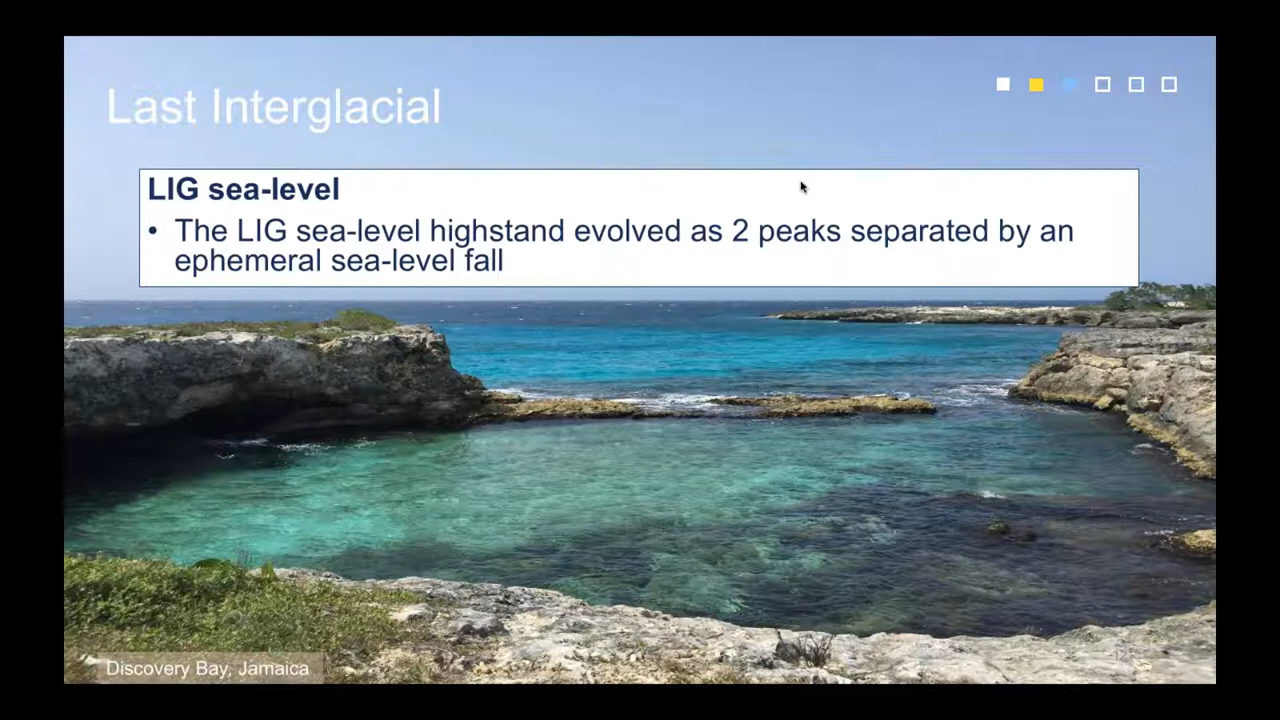 Last Interglacial
LIG sea-level
• The LIG sea-level highstand evolved as 2 peaks separated by an
ephemeral sea-level fall
Discovery Bay, Jamaica